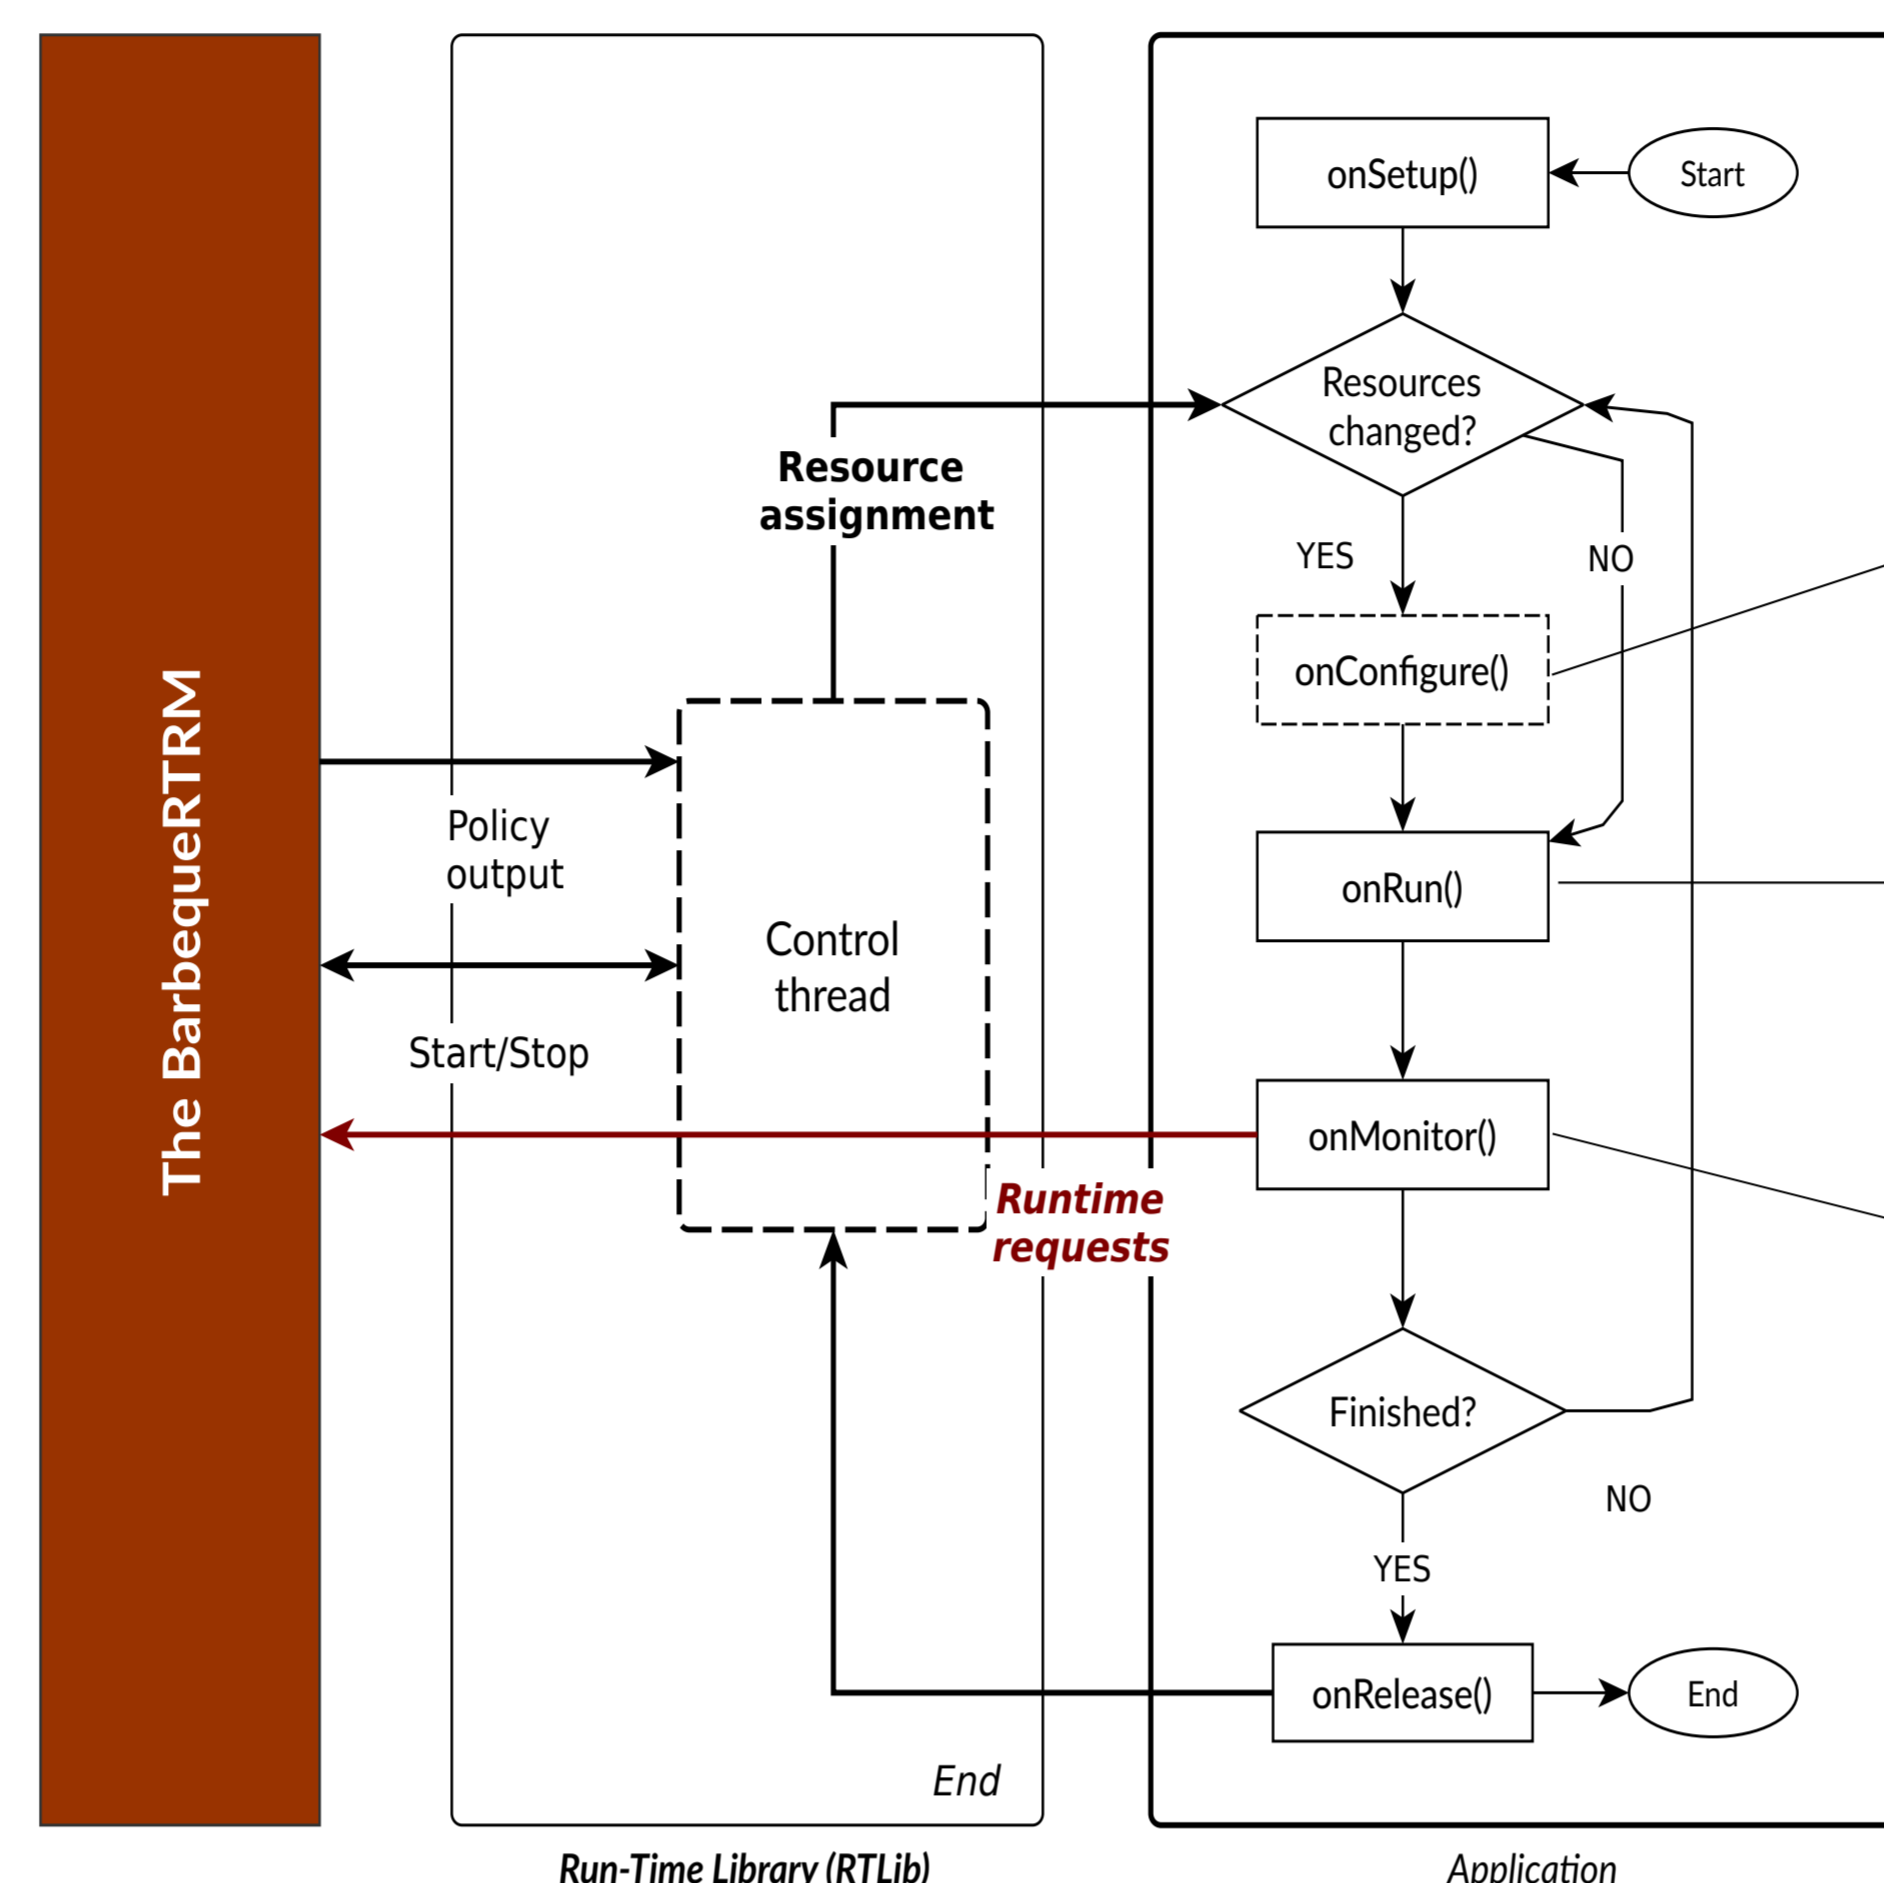 The BarbequeRTRM
Policy
output
Start/Stop
Resource
assignment
Control
thread
Runtime
requests
End
Run-Time Library (RTLib)
onSetup()
Start
Resources
changed?
YES
NO
onConfigure()
onRun()
onMonitor()
Finished?
NO
YES
onRelease()
End
Application